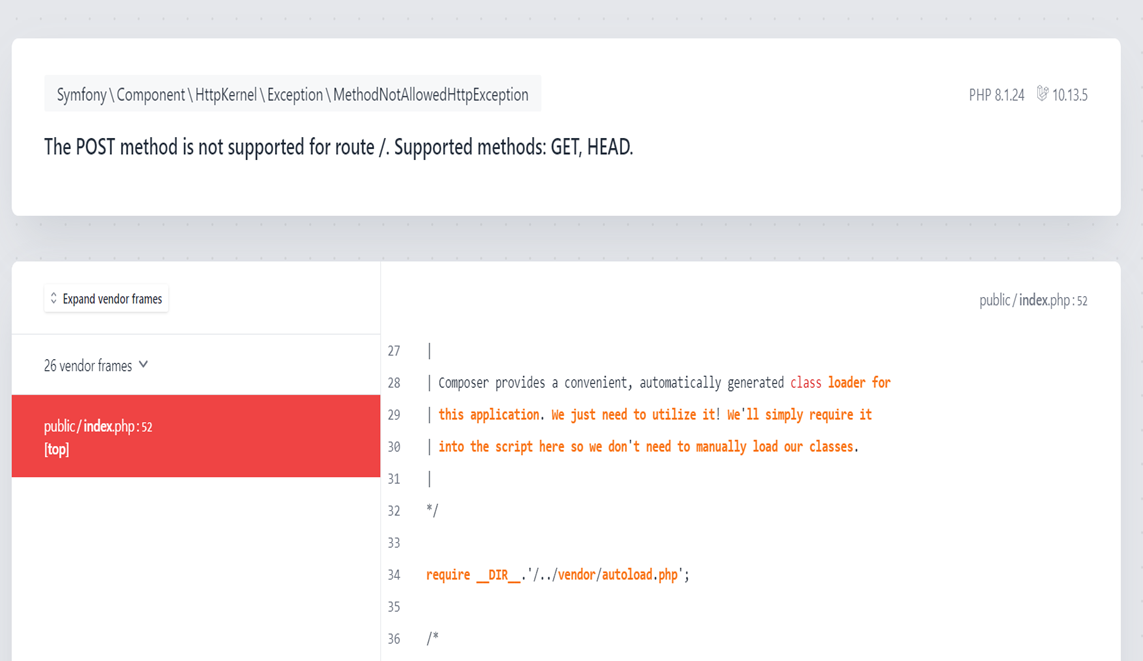 Symfony\Component\HttpKernel\Exception\MethodNotAllowedHttpException
PHP 8.1.24 10.13.5
The POST method is not supported for route /. Supported methods: GET, HEAD.
Expand vendor frames
public/index.php:52
26 vendor frames
public/index.php:52
[top]
27 |
28 | Composer provides a convenient, automatically generated class loader for
29 | this application. We just need to utilize it! We'll simply require it
30 | into the script here so we don't need to manually load our classes.
31 |
32 */
33
34 require __DIR__.'/../vendor/autoload.php';
35
36 /*